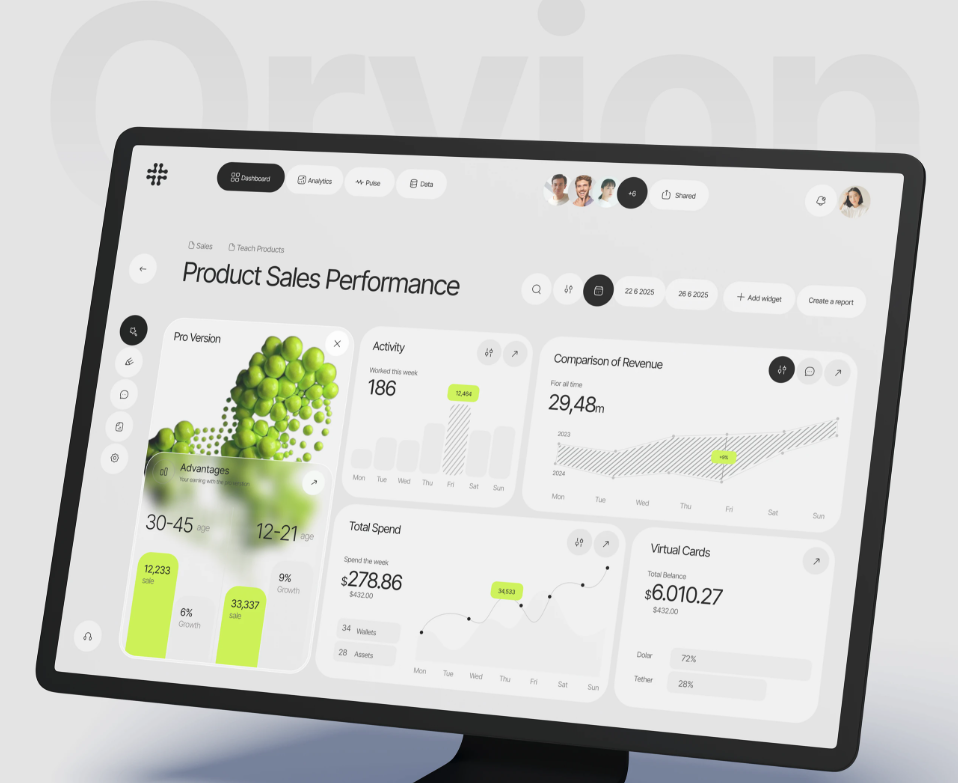 Orvion
Dashboard
Analytics
Pulse
Data
+6
Shared
Sales
Teach Products
Product Sales Performance
22 6 2025
26 6 2025
+ Add widget
Create a report
Pro Version
Advantages
Your earning with the
30-45 age
12-21 age
12,233
sale
6%
Growth
33,337
sale
9%
Growth
Activity
Worked this week
186
12,464
Mon Tue Wed Thu Fri Sat Sun
Comparison of Revenue
For all time
29,48m
2023
2024
Mon Tue Wed Thu Fri Sat Sun
Total Spend
Spend the week
$278.86
$432.00
34 Wallets
28 Assets
34,533
Mon Tue Wed Thu Fri Sat Sun
Virtual Cards
Total Balance
$6.010.27
$432.00
Dolar 72%
Tether 28%